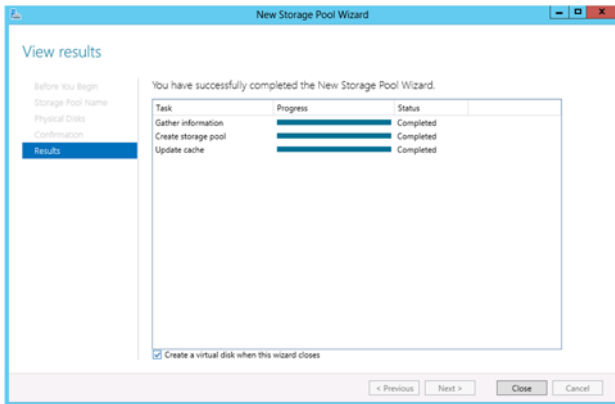 New Storage Pool Wizard
View results
Before You Begin
Storage Pool Name
Physical Disks
Confirmation
Results
You have successfully completed the New Storage Pool Wizard.
Task Progress Status
Gather information Completed
Create storage pool Completed
Update cache Completed
Create a virtual disk when this wizard closes
< Previous Next > Close Cancel